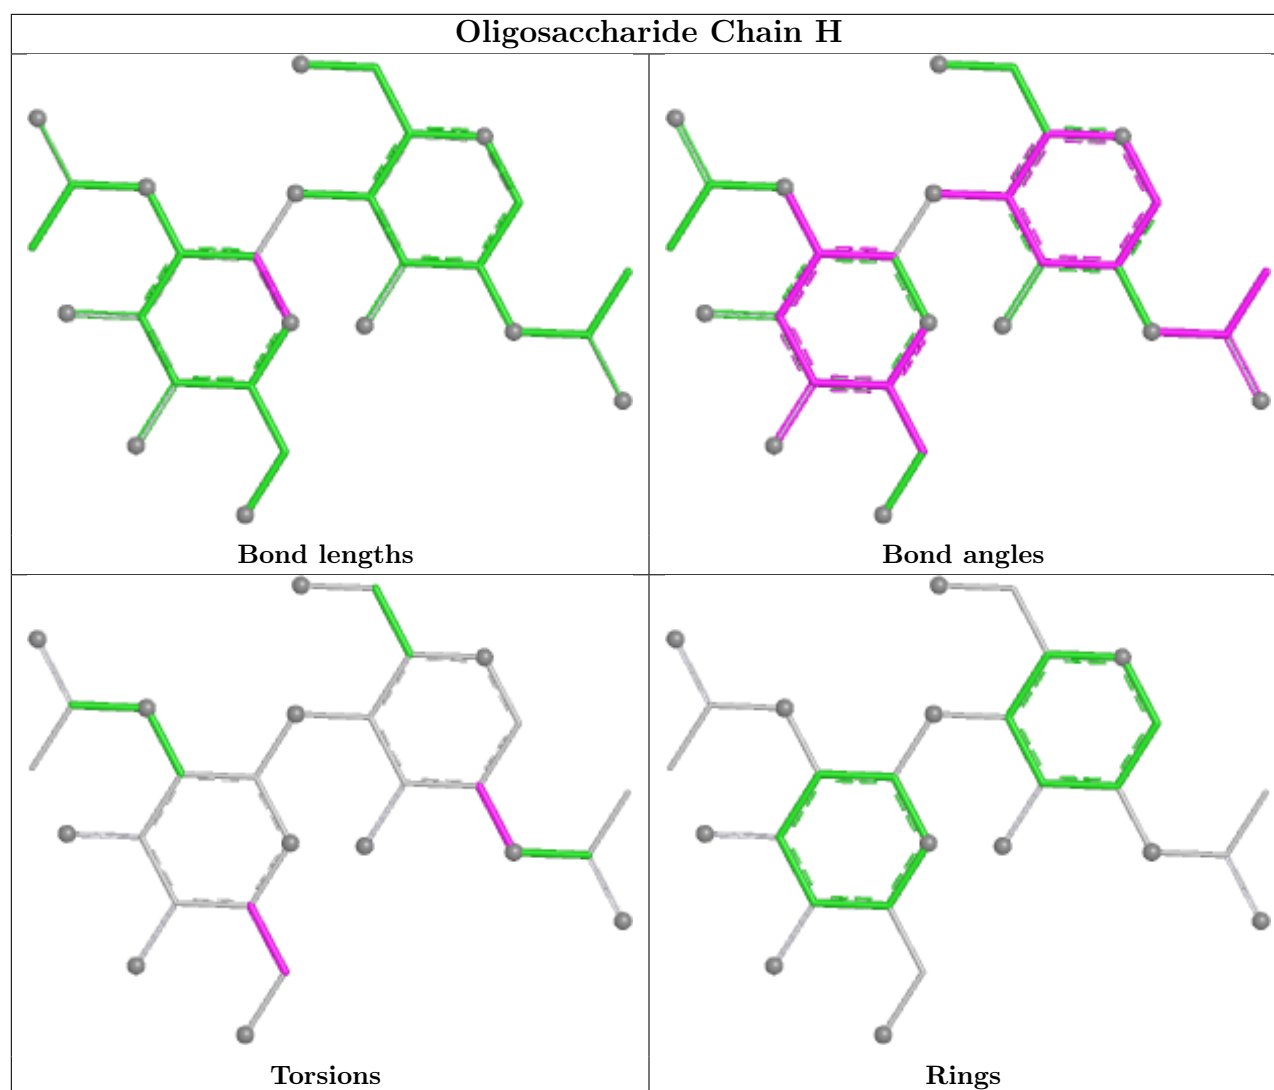 Oligosaccharide Chain H
Bond lengths
Bond angles
Torsions
Rings